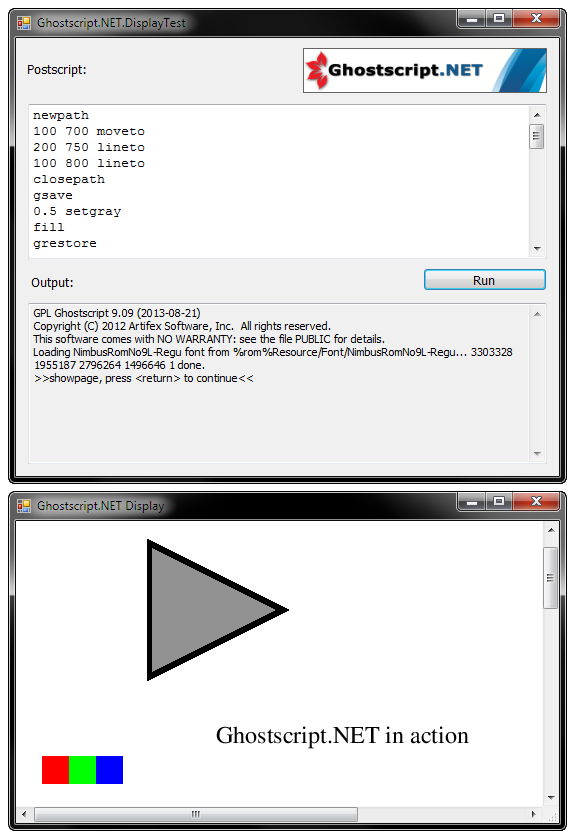 Ghostscript.NET.DisplayTest
Postscript:
Ghostscript.NET
newpath
100 700 moveto
200 750 lineto
100 800 lineto
closepath
gsave
0.5 setgray
fill
grestore
Output:
Run
GPL Ghostscript 9.09 (2013-08-21)
Copyright (C) 2012 Artifex Software, Inc.  All rights reserved.
This software comes with NO WARRANTY: see the file PUBLIC for details.
Loading NimbusRomNo9L-Regu font from %rom%Resource/Font/NimbusRomNo9L-Regu... 3303328
1955187 2796264 1496646 1 done.
>>showpage, press <return> to continue<<
Ghostscript.NET Display
Ghostscript.NET in action